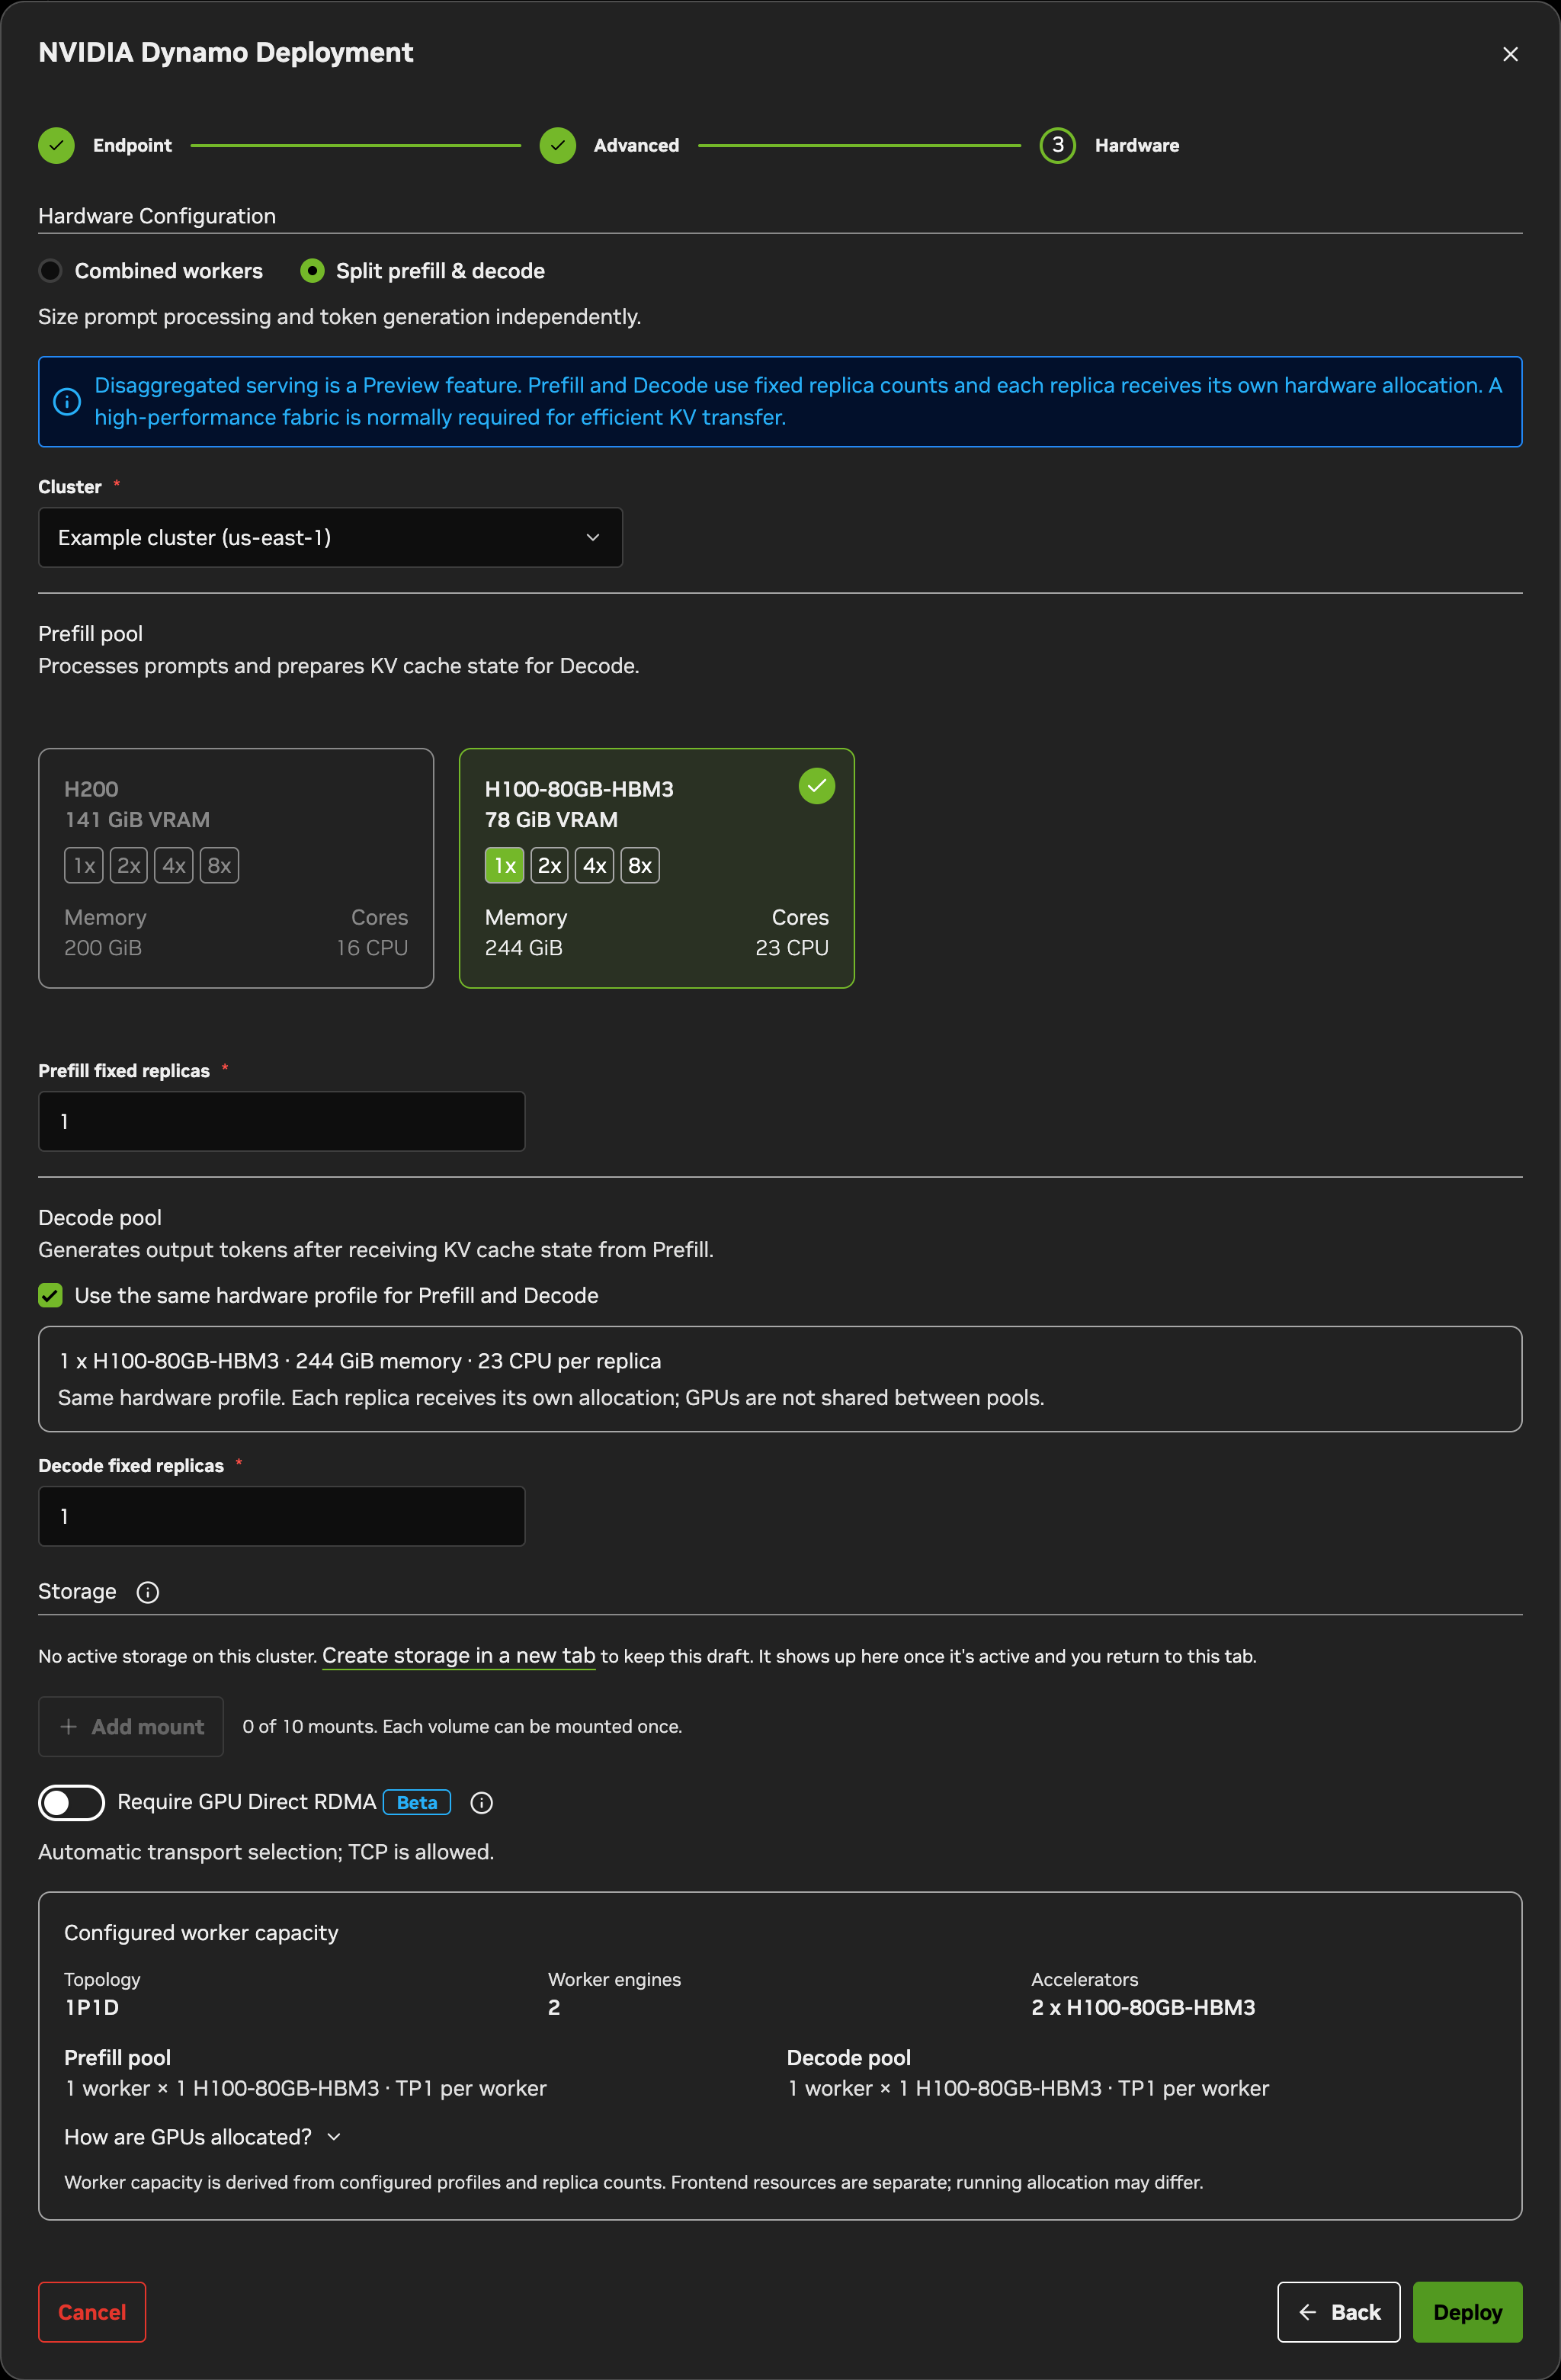 NVIDIA Dynamo Deployment
Endpoint
Advanced
3
Hardware
Hardware Configuration
Combined workers
Split prefill & decode
Size prompt processing and token generation independently.
Disaggregated serving is a Preview feature. Prefill and Decode use fixed replica counts and each replica receives its own hardware allocation. A
high-performance fabric is normally required for efficient KV transfer.
Cluster *
Example cluster (us-east-1)
Prefill pool
Processes prompts and prepares KV cache state for Decode.
H200
141 GiB VRAM
1x 2x 4x 8x
Memory Cores
200 GiB 16 CPU
H100-80GB-HBM3
78 GiB VRAM
1x 2x 4x 8x
Memory Cores
244 GiB 23 CPU
Prefill fixed replicas *
1
Decode pool
Generates output tokens after receiving KV cache state from Prefill.
Use the same hardware profile for Prefill and Decode
1 x H100-80GB-HBM3 · 244 GiB memory · 23 CPU per replica
Same hardware profile. Each replica receives its own allocation; GPUs are not shared between pools.
Decode fixed replicas *
1
Storage
No active storage on this cluster. Create storage in a new tab to keep this draft. It shows up here once it's active and you return to this tab.
+ Add mount
0 of 10 mounts. Each volume can be mounted once.
Require GPU Direct RDMA Beta
Automatic transport selection; TCP is allowed.
Configured worker capacity
Topology
1P1D
Worker engines
2
Accelerators
2 x H100-80GB-HBM3
Prefill pool
1 worker × 1 H100-80GB-HBM3 · TP1 per worker
Decode pool
1 worker × 1 H100-80GB-HBM3 · TP1 per worker
How are GPUs allocated?
Worker capacity is derived from configured profiles and replica counts. Frontend resources are separate; running allocation may differ.
Cancel
← Back
Deploy